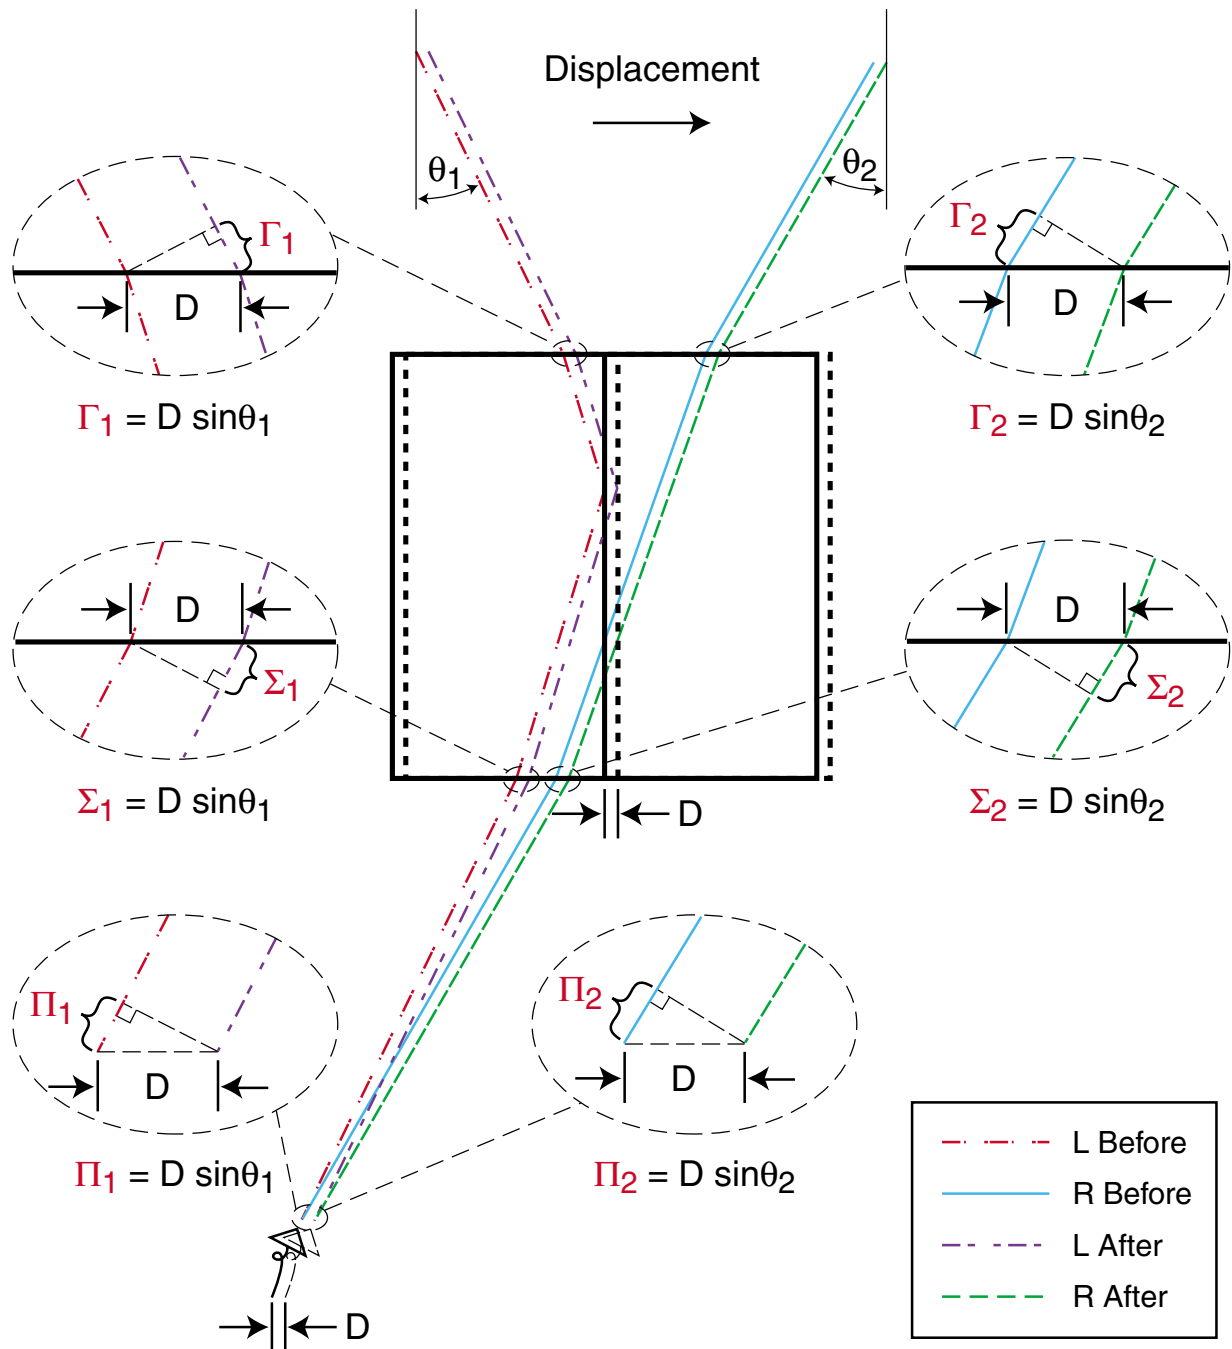 Displacement
θ1
θ2
Γ1
D
Γ1 = D sinθ1
Γ2
D
Γ2 = D sinθ2
D
Σ1
Σ1 = D sinθ1
D
Σ2
Σ2 = D sinθ2
D
Π1
D
Π1 = D sinθ1
Π2
D
Π2 = D sinθ2
D
L Before
R Before
L After
R After